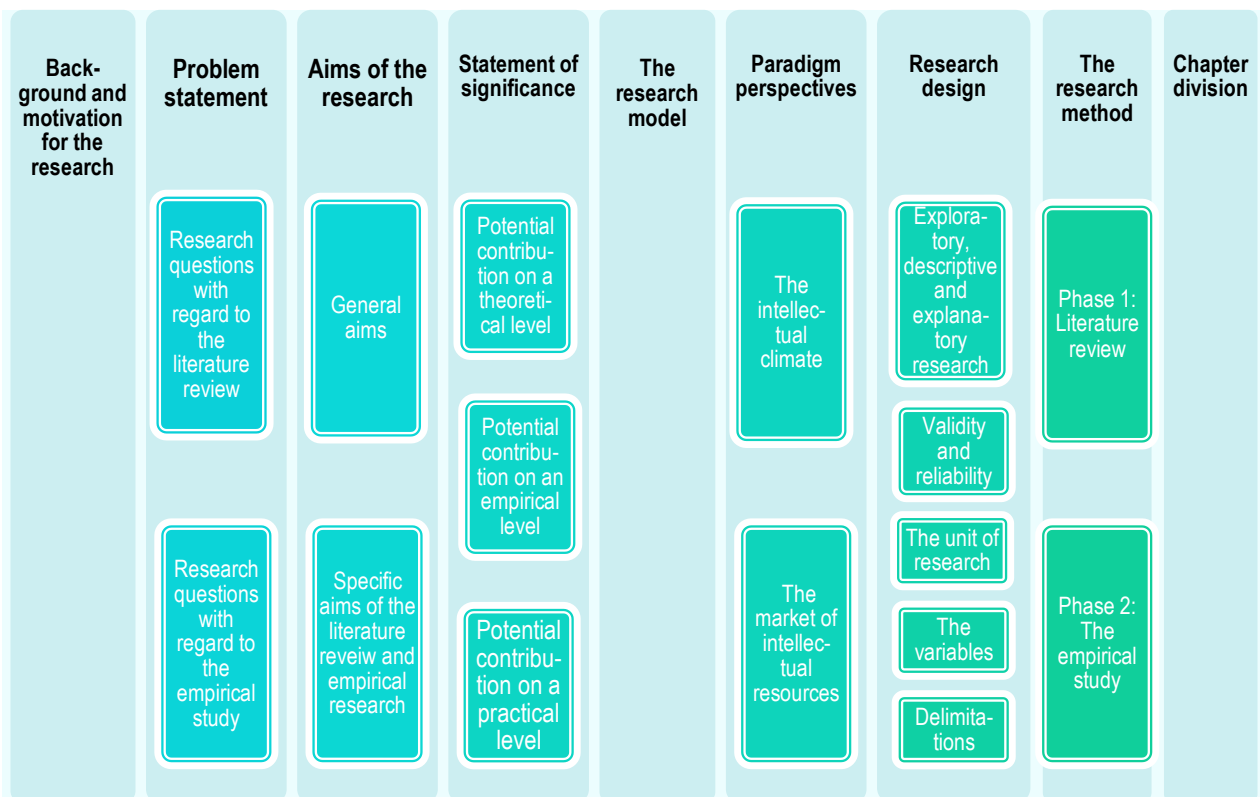 Back-
ground and
motivation
for the
research
Problem
statement
Research
questions
with
regard to
the
literature
review
Research
questions
with
regard to
the
empirical
study
Aims of the
research
General
aims
Specific
aims of the
literature
reveiw and
empirical
research
Statement of
significance
Potential
contribu-
tion on a
theoreti-
cal level
Potential
contribu-
tion on an
empirical
level
Potential
contribu-
tion on a
practical
level
The
research
model
Paradigm
perspectives
The
intellec-
tual
climate
The
market of
intellec-
tual
resources
Research
design
Explora-
tory,
descriptive
and
explana-
tory
research
Validity
and
reliability
The unit of
research
The
variables
Delimita-
tions
The
research
method
Phase 1:
Literature
review
Phase 2:
The
empirical
study
Chapter
division